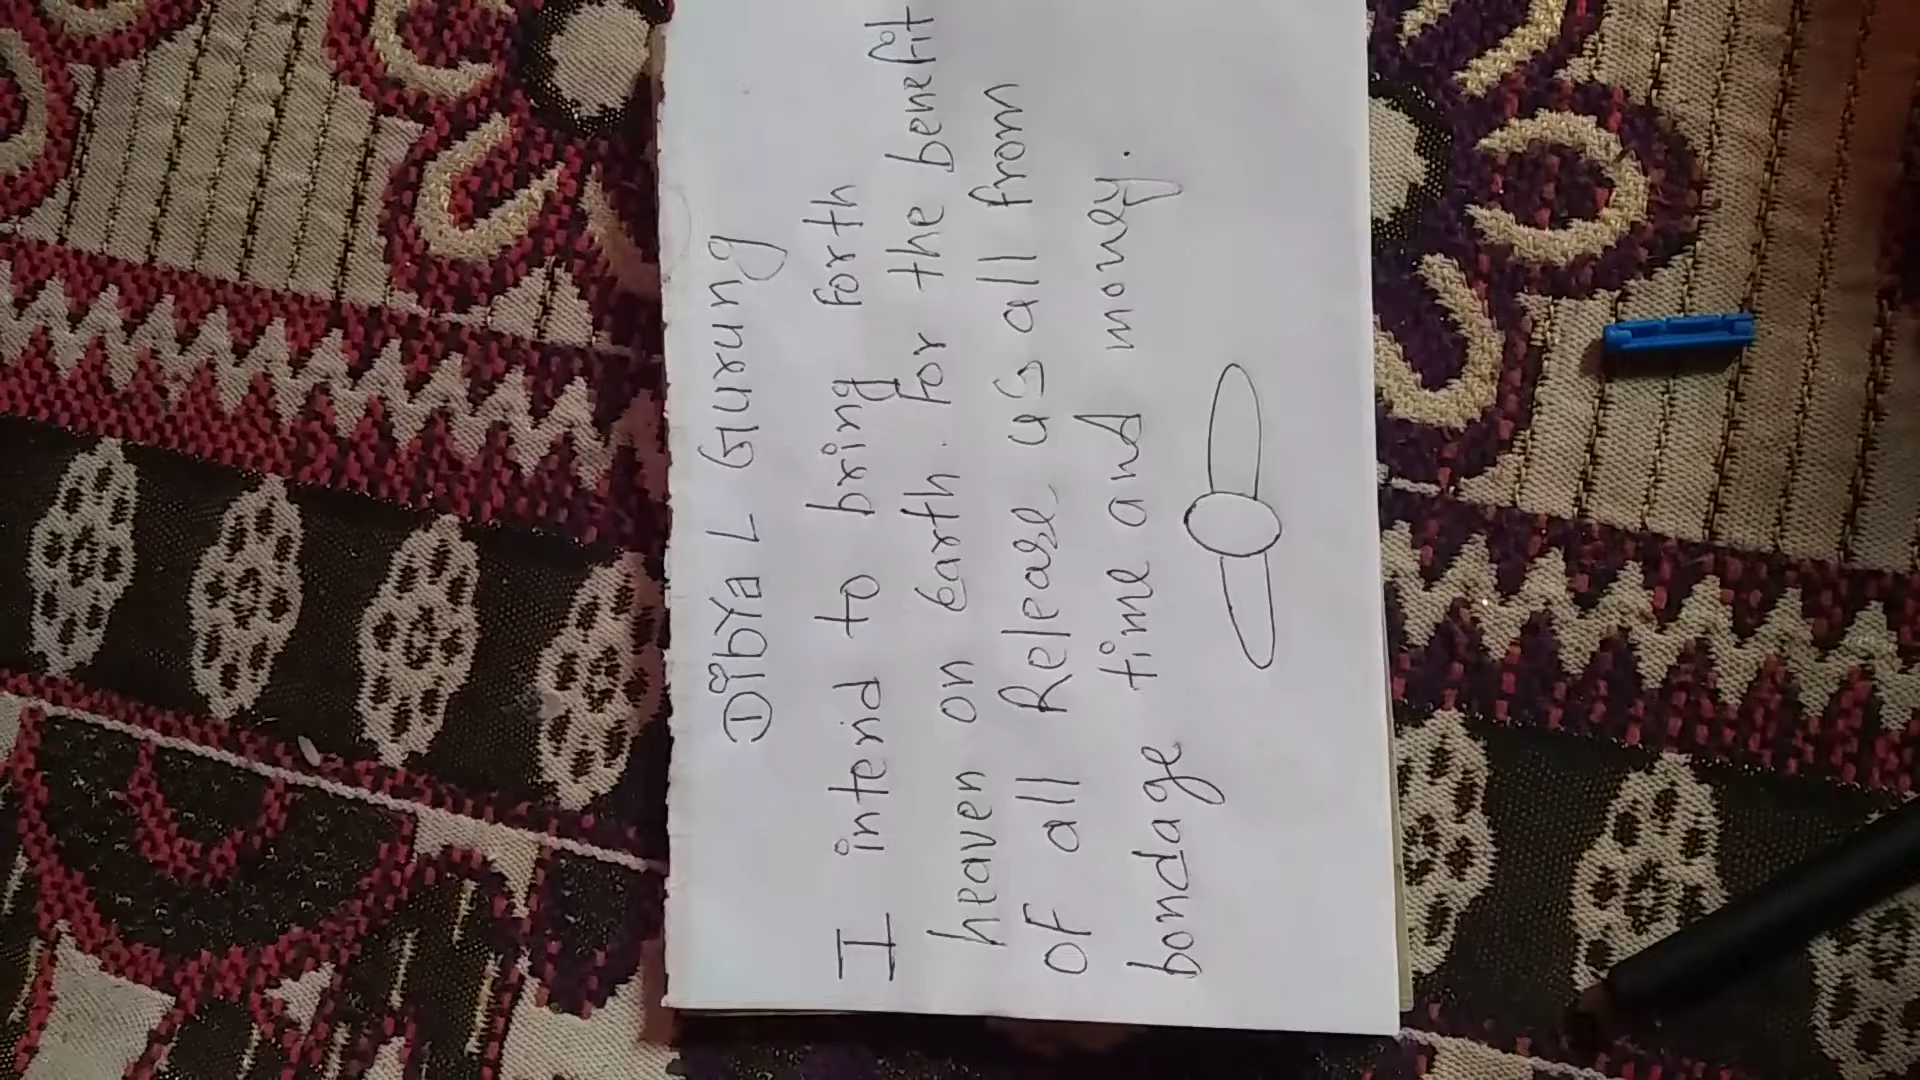 Dibya L Gurung
I intend to bring forth
heaven on Earth. For the benefit
of all Release us all from
bondage time and money.